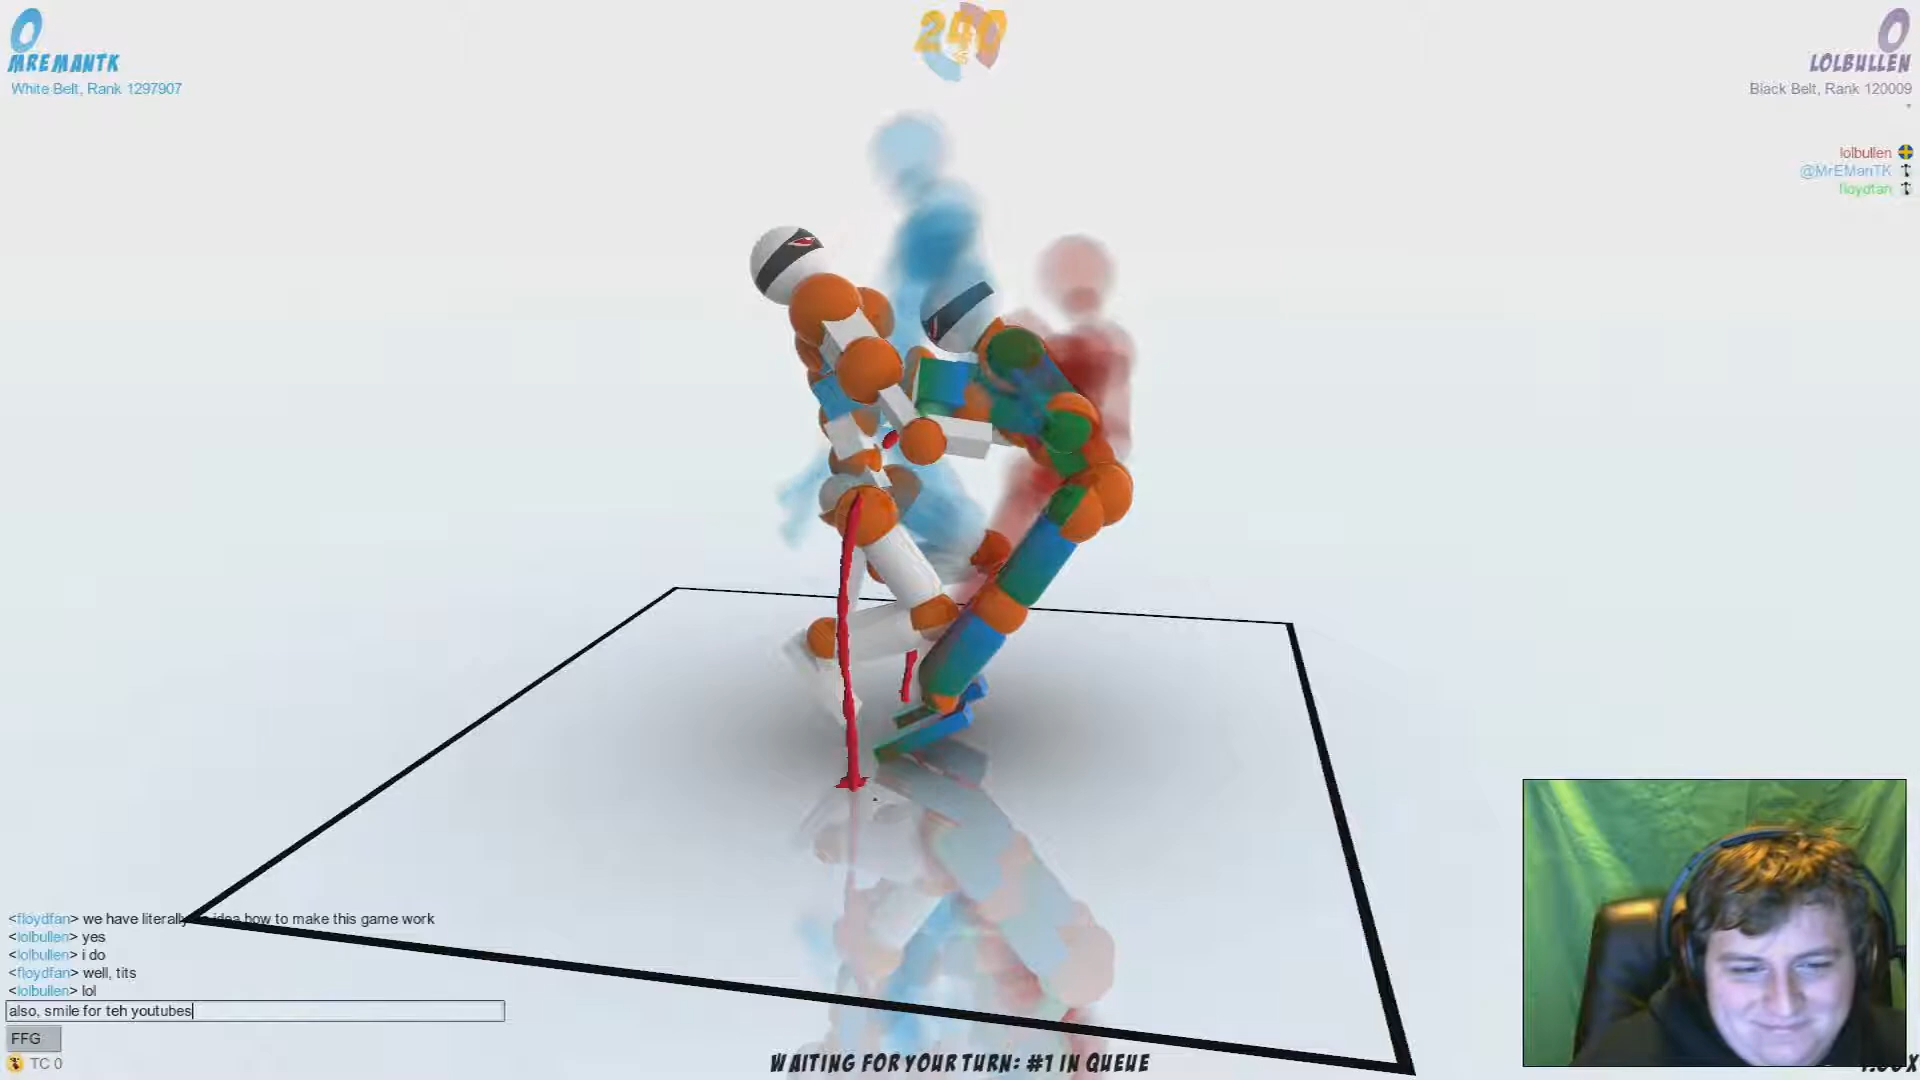 0
MREMANTK
White Belt, Rank 1297907
240
0
LOLBULLEN
Black Belt, Rank 120009
lolbullen
@MrEManTK
floydfan
<floydfan> we have literally idea how to make this game work
<lolbullen> yes
<lolbullen> i do
<floydfan> well, tits
<lolbullen> lol
also, smile for teh youtubes
FFG
TC 0
WAITING FOR YOUR TURN: #1 IN QUEUE